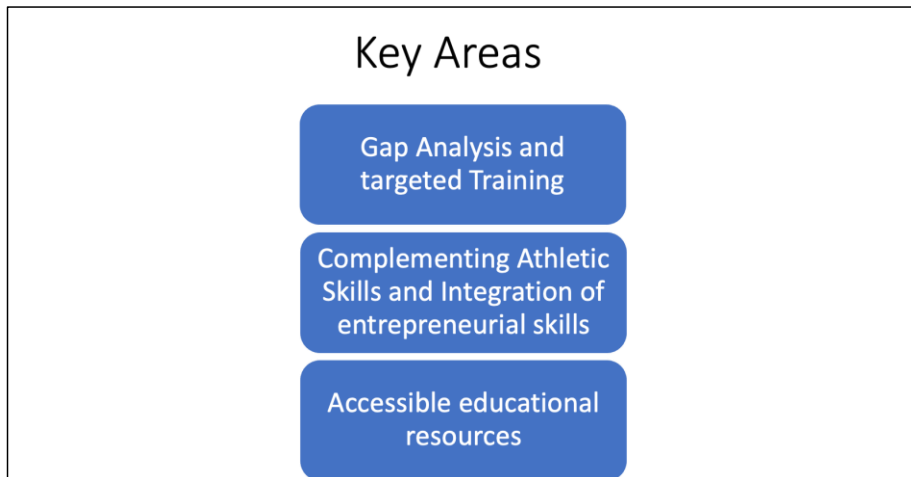 Key Areas
Gap Analysis and
targeted Training
Complementing Athletic
Skills and Integration of
entrepreneurial skills
Accessible educational
resources